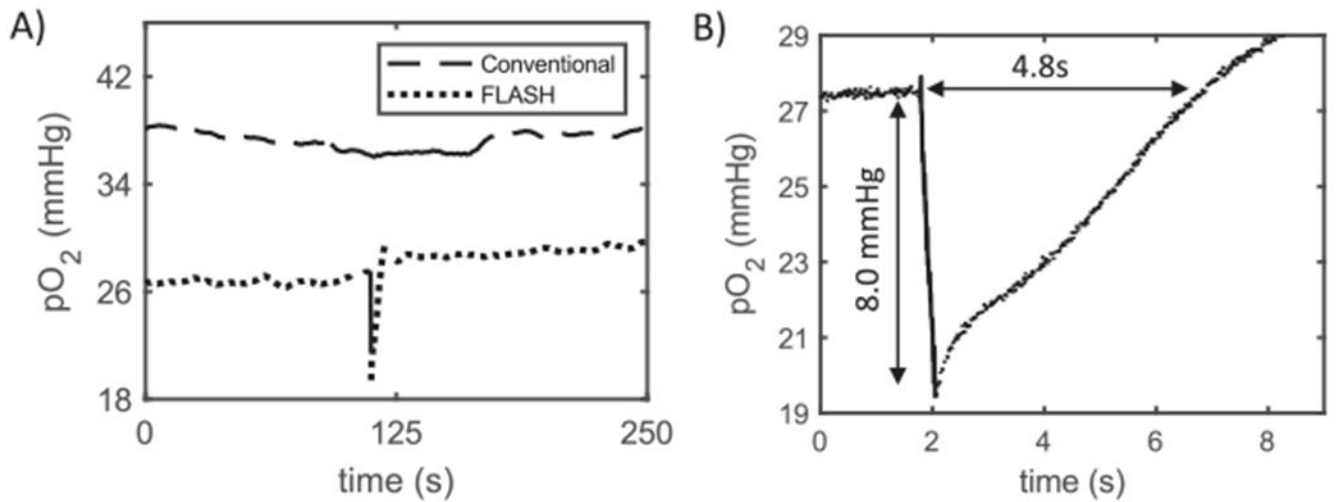 A)
42
34
26
18
pO2 (mmHg)
Conventional
FLASH
0
125
250
time (s)
B)
29
27
25
23
21
19
pO2 (mmHg)
4.8s
8.0 mmHg
0
2
4
6
8
time (s)